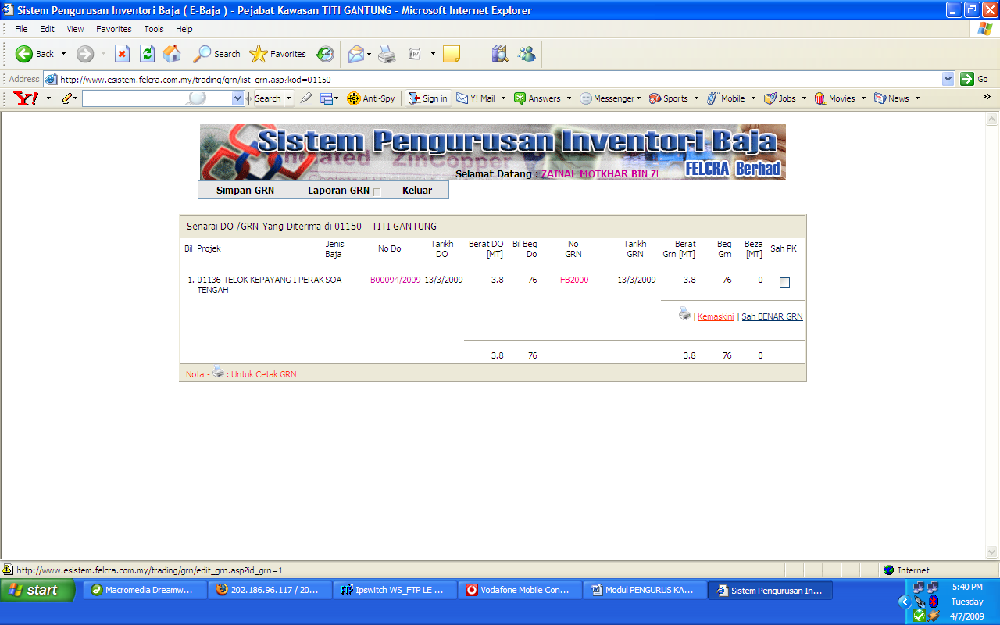 Sistem Pengurusan Inventori Baja ( E-Baja ) - Pejabat Kawasan TITI GANTUNG - Microsoft Internet Explorer
File Edit View Favorites Tools Help
Back Search Favorites
Address http://www.esistem.felcra.com.my/trading/grn/list_grn.asp?kod=01150 Go
Y! Search Anti-Spy Sign in Y! Mail Answers Messenger Sports Mobile Jobs Movies News »
Sistem Pengurusan Inventori Baja
ZinCopper
FELCRA Berhad
Selamat Datang : ZAINAL MOTKHAR BIN
Simpan GRN Laporan GRN Keluar
Senarai DO /GRN Yang Diterima di 01150 - TITI GANTUNG
Bil Projek Jenis Baja No Do Tarikh DO Berat DO [MT] Bil Beg Do No GRN Tarikh GRN Berat Grn [MT] Beg Grn Beza [MT] Sah PK
1. 01136-TELOK KEPAYANG I PERAK SOA B00094/2009 13/3/2009 3.8 76 FB2000 13/3/2009 3.8 76 0
TENGAH
| Kemaskini | Sah BENAR GRN
3.8 76 3.8 76 0
Nota - : Untuk Cetak GRN
http://www.esistem.felcra.com.my/trading/grn/edit_grn.asp?id_grn=1 Internet
start Macromedia Dreamw... 202.186.96.117 / 20... Ipswitch WS_FTP LE ... Vodafone Mobile Con... Modul PENGURUS KA... Sistem Pengurusan In...
5:40 PM
Tuesday
4/7/2009